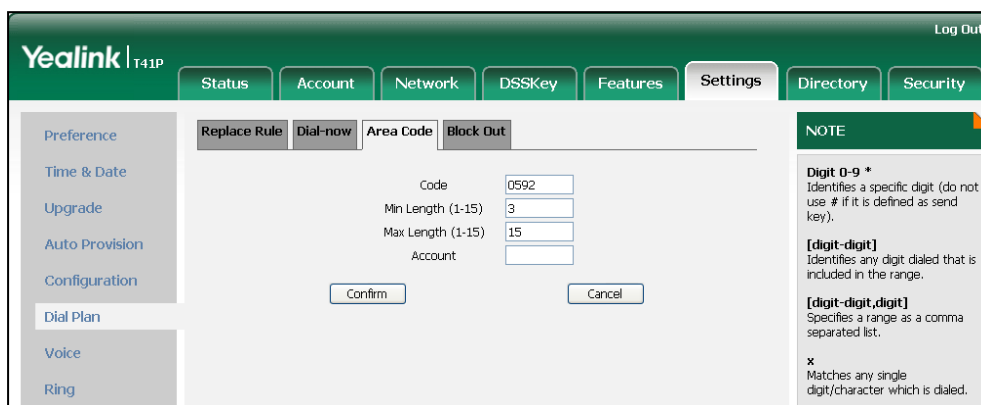 Log Out
Yealink | T41P
Status Account Network DSSKey Features Settings Directory Security
Preference
Time & Date
Upgrade
Auto Provision
Configuration
Dial Plan
Voice
Ring
Replace Rule Dial-now Area Code Block Out
Code 0592
Min Length (1-15) 3
Max Length (1-15) 15
Account
Confirm Cancel
NOTE
Digit 0-9 *
Identifies a specific digit (do not
use # if it is defined as send
key).
[digit-digit]
Identifies any digit dialed that is
included in the range.
[digit-digit,digit]
Specifies a range as a comma
separated list.
x
Matches any single
digit/character which is dialed.